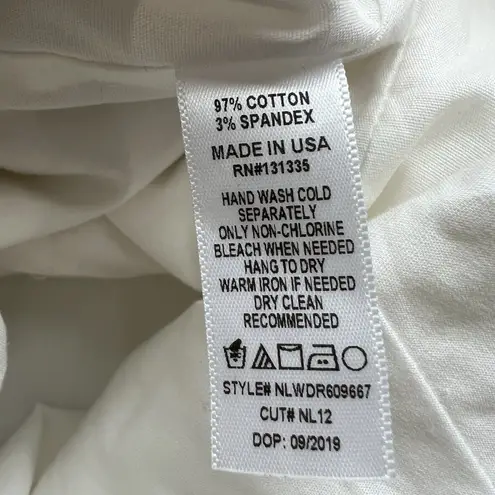 97% COTTON
3% SPANDEX
MADE IN USA
RN#131335
HAND WASH COLD
SEPARATELY
ONLY NON-CHLORINE
BLEACH WHEN NEEDED
HANG TO DRY
WARM IRON IF NEEDED
DRY CLEAN
RECOMMENDED
STYLE# NLWDR609667
CUT# NL12
DOP: 09/2019